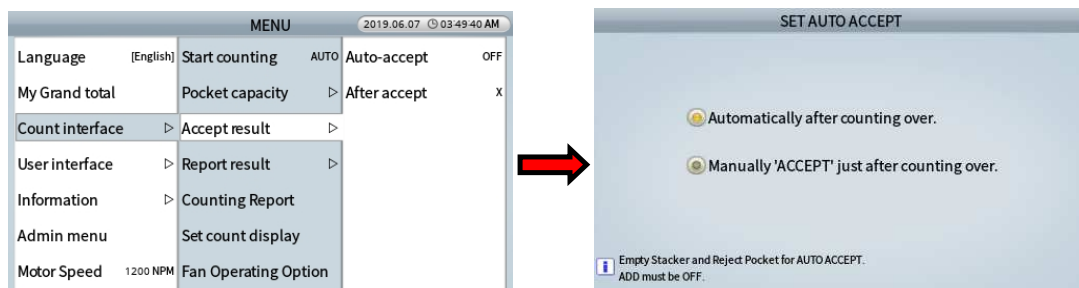 MENU
2019.06.07 03:49:40 AM
Language [English]
My Grand total
Count interface ▷
User interface ▷
Information ▷
Admin menu
Motor Speed 1200 NPM
Start counting AUTO
Pocket capacity ▷
Accept result ▷
Report result ▷
Counting Report
Set count display
Fan Operating Option
Auto-accept OFF
After accept X
SET AUTO ACCEPT
Automatically after counting over.
Manually 'ACCEPT' just after counting over.
Empty Stacker and Reject Pocket for AUTO ACCEPT.
ADD must be OFF.